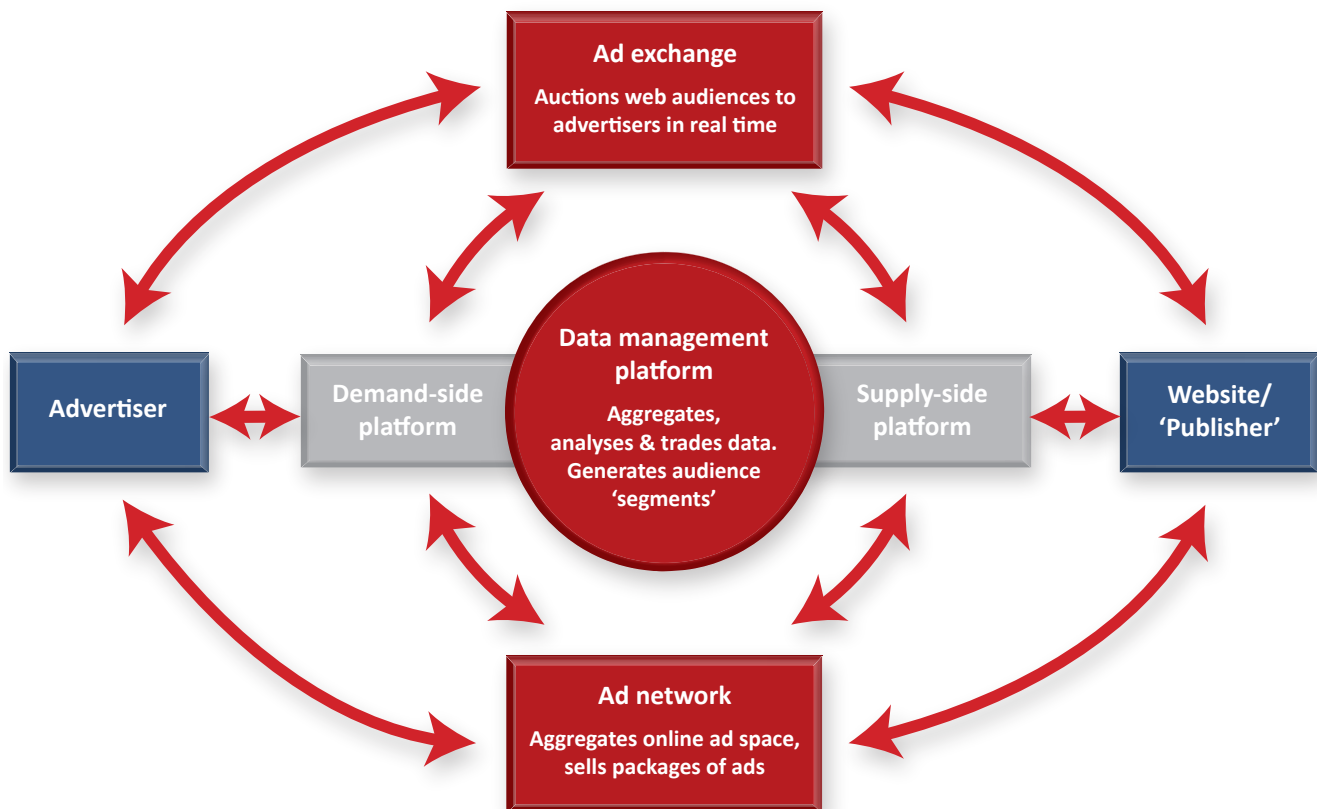 Ad exchange
Auctions web audiences to
advertisers in real time
Advertiser
Demand-side
platform
Data management
platform
Aggregates,
analyses & trades data.
Generates audience
‘segments’
Supply-side
platform
Website/
‘Publisher’
Ad network
Aggregates online ad space,
sells packages of ads